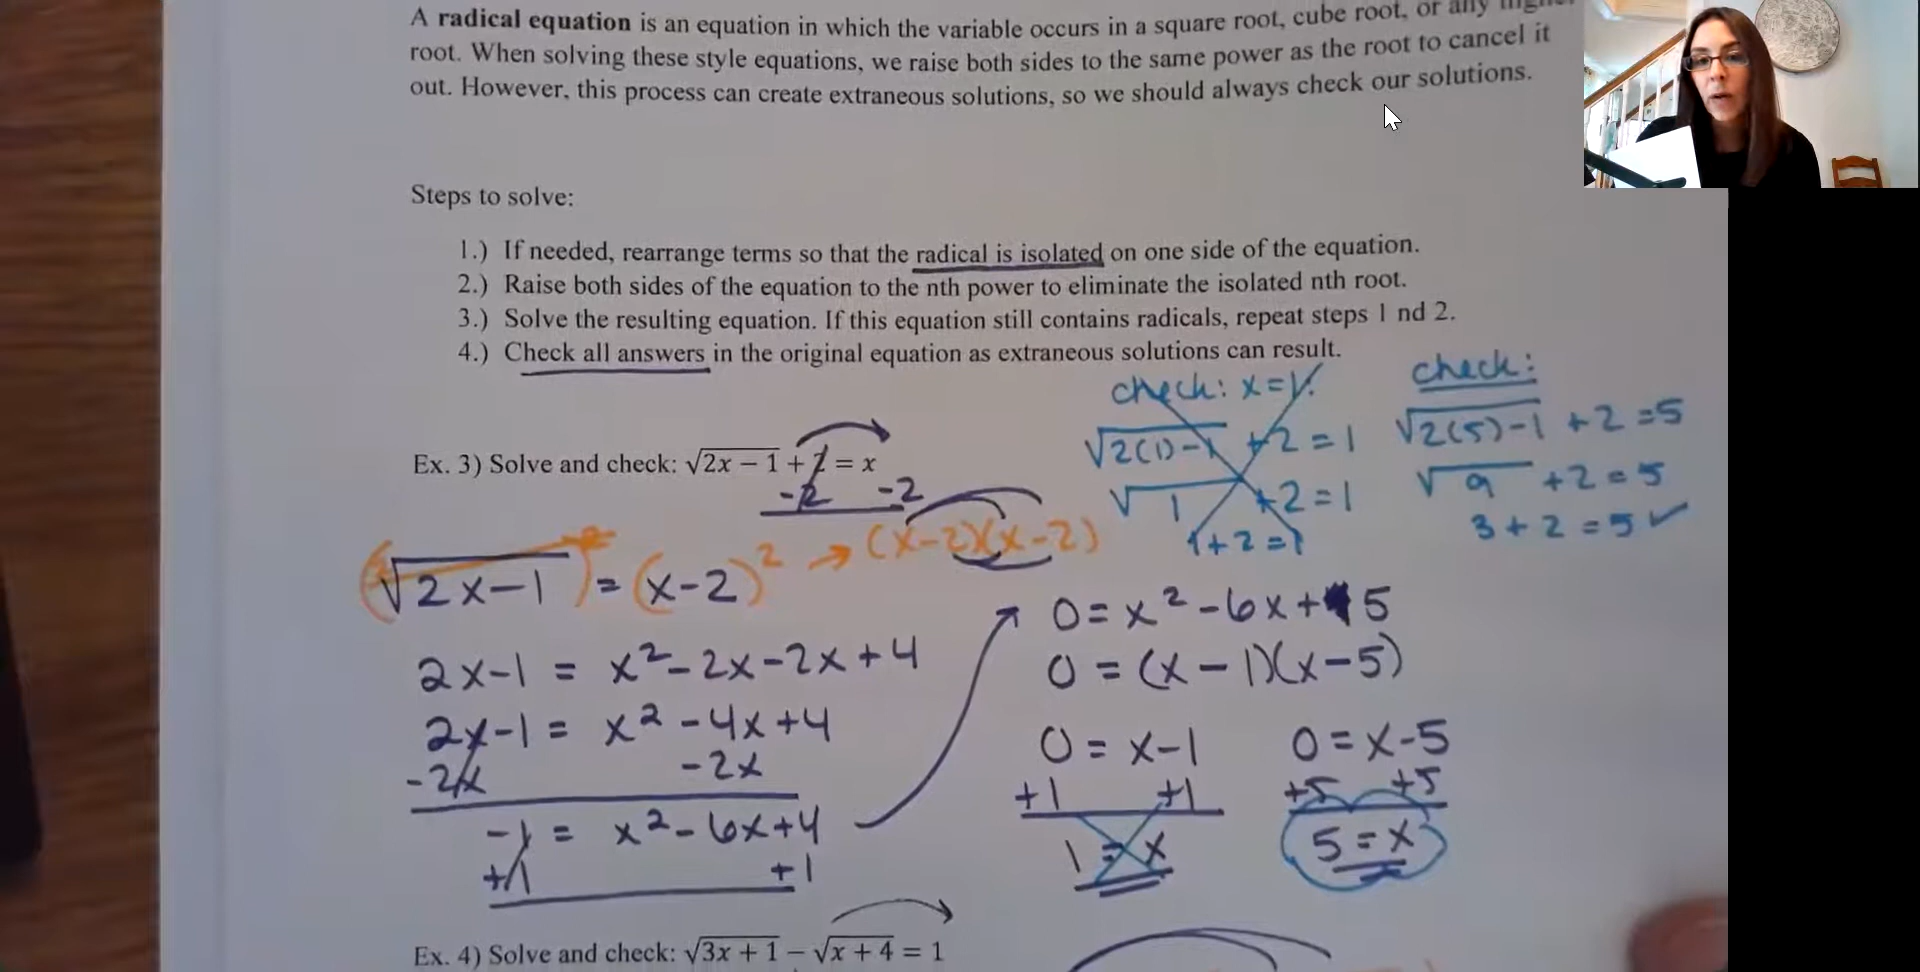 A radical equation is an equation in which the variable occurs in a square root, cube root, or any higher
root. When solving these style equations, we raise both sides to the same power as the root to cancel it
out. However, this process can create extraneous solutions, so we should always check our solutions.
Steps to solve:
1.) If needed, rearrange terms so that the radical is isolated on one side of the equation.
2.) Raise both sides of the equation to the nth power to eliminate the isolated nth root.
3.) Solve the resulting equation. If this equation still contains radicals, repeat steps 1 nd 2.
4.) Check all answers in the original equation as extraneous solutions can result.
Ex. 3) Solve and check: √2x − 1 + 2 = x
-2 -2
(√2x-1)² = (x-2)² → (x-2)(x-2)
2x-1 = x²-2x-2x+4
2x-1 = x²-4x+4
-2x -2x
-1 = x²-6x+4
+1 +1
0 = x²-6x+5
0 = (x-1)(x-5)
0 = x-1
+1 +1
1 = x
0 = x-5
+5 +5
5 = x
check: x=1
√2(1)-1 +2 = 1
√1 +2 = 1
1+2 = 1
check:
√2(5)-1 +2 = 5
√9 +2 = 5
3+2 = 5 ✓
Ex. 4) Solve and check: √3x + 1 − √x + 4 = 1